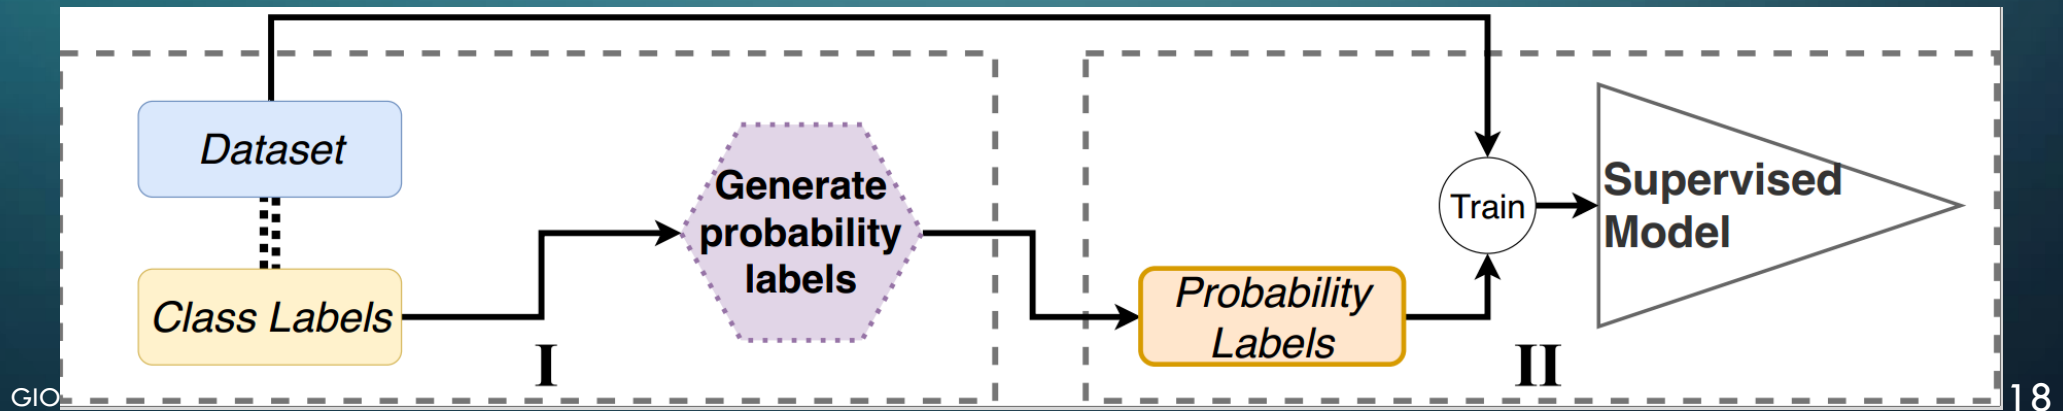 Dataset
Class Labels
I
Generate
probability
labels
Probability
Labels
Train
Supervised
Model
II
GIO
18